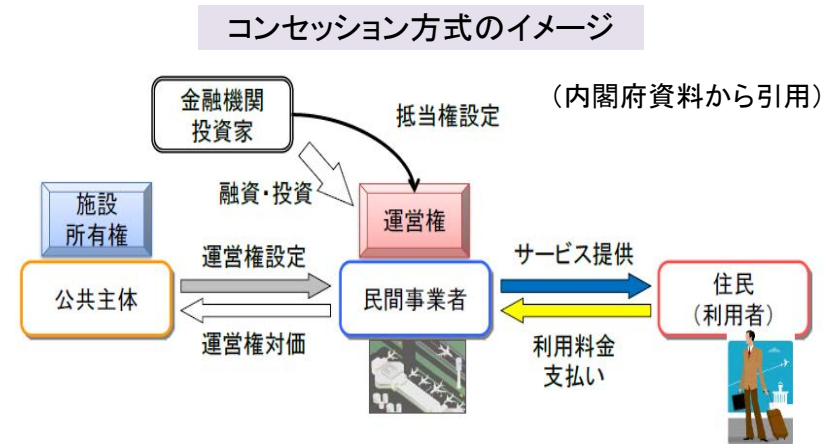 コンセッション方式のイメージ
（内閣府資料から引用）
金融機関
投資家
抵当権設定
融資・投資
施設
所有権
運営権
運営権設定
サービス提供
公共主体
民間事業者
住民
（利用者）
運営権対価
利用料金
支払い